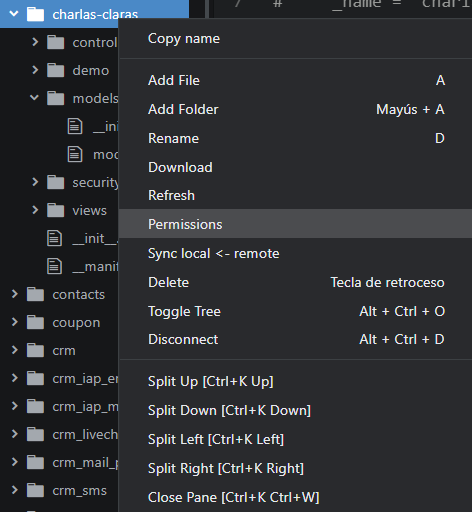 charlas-claras
7 # _name = 'charl
control
demo
models
__ini
mod
security
views
__init__.
__manif
contacts
coupon
crm
crm_iap_en
crm_iap_m
crm_livech
crm_mail_p
crm_sms
Copy name
Add File A
Add Folder Mayús + A
Rename D
Download
Refresh
Permissions
Sync local <- remote
Delete Tecla de retroceso
Toggle Tree Alt + Ctrl + O
Disconnect Alt + Ctrl + D
Split Up [Ctrl+K Up]
Split Down [Ctrl+K Down]
Split Left [Ctrl+K Left]
Split Right [Ctrl+K Right]
Close Pane [Ctrl+K Ctrl+W]